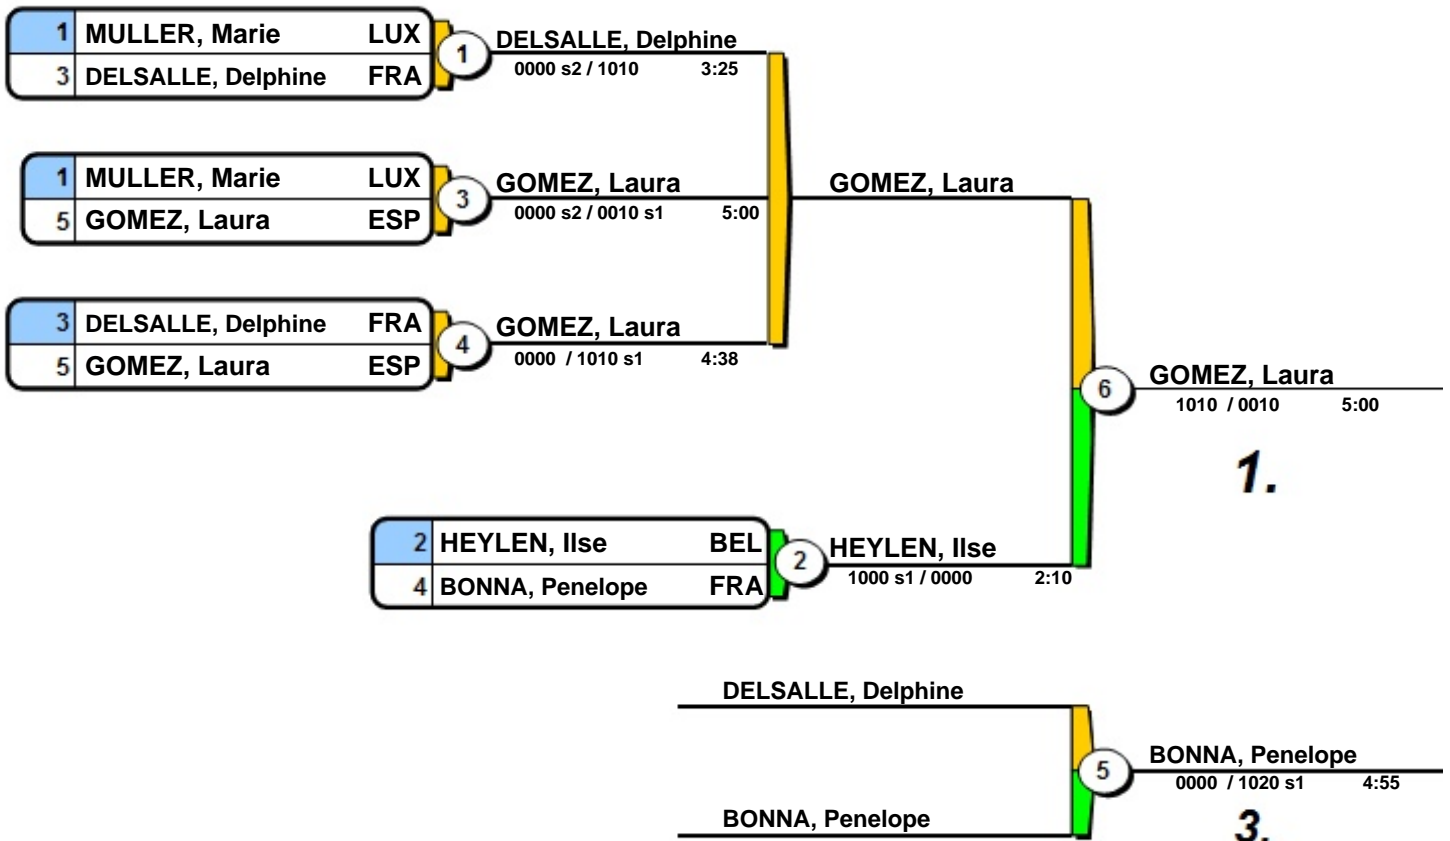 1 MULLER, Marie LUX
3 DELSALLE, Delphine FRA
1
DELSALLE, Delphine
0000 s2 / 1010 3:25
1 MULLER, Marie LUX
5 GOMEZ, Laura ESP
3
GOMEZ, Laura
0000 s2 / 0010 s1 5:00
GOMEZ, Laura
3 DELSALLE, Delphine FRA
5 GOMEZ, Laura ESP
4
GOMEZ, Laura
0000 / 1010 s1 4:38
6
GOMEZ, Laura
1010 / 0010 5:00
1.
2 HEYLEN, Ilse BEL
4 BONNA, Penelope FRA
2
HEYLEN, Ilse
1000 s1 / 0000 2:10
DELSALLE, Delphine
BONNA, Penelope
5
BONNA, Penelope
0000 / 1020 s1 4:55
3.